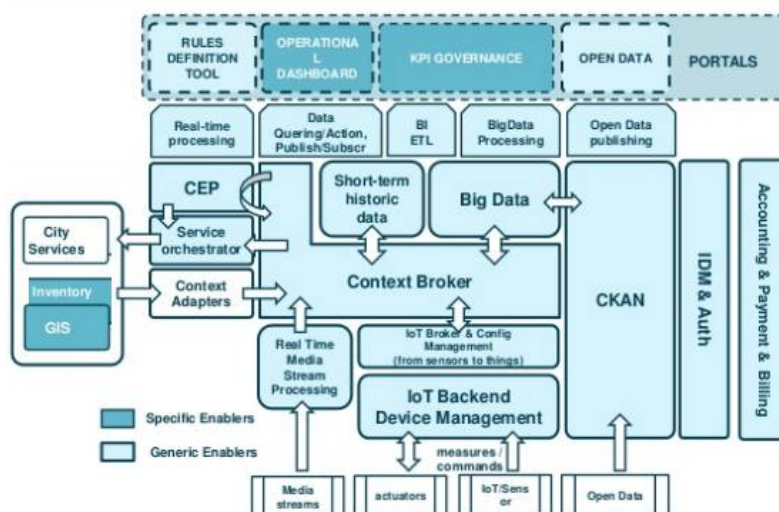 RULES
DEFINITION
TOOL
OPERATIONA
L
DASHBOARD
KPI GOVERNANCE
OPEN DATA
PORTALS
Real-time
processing
Data
Quering/Action,
Publish/Subscr
BI
ETL
BigData
Processing
Open Data
publishing
CEP
Short-term
historic
data
Big Data
City
Services
Service
orchestrator
Inventory
GIS
Context
Adapters
Context Broker
CKAN
IDM & Auth
Accounting & Payment & Billing
Real Time
Media
Stream
Processing
IoT Broker & Config
Management
(from sensors to things)
IoT Backend
Device Management
Specific Enablers
Generic Enablers
measures /
commands
Media
streams
actuators
IoT/Sens
or
Open Data